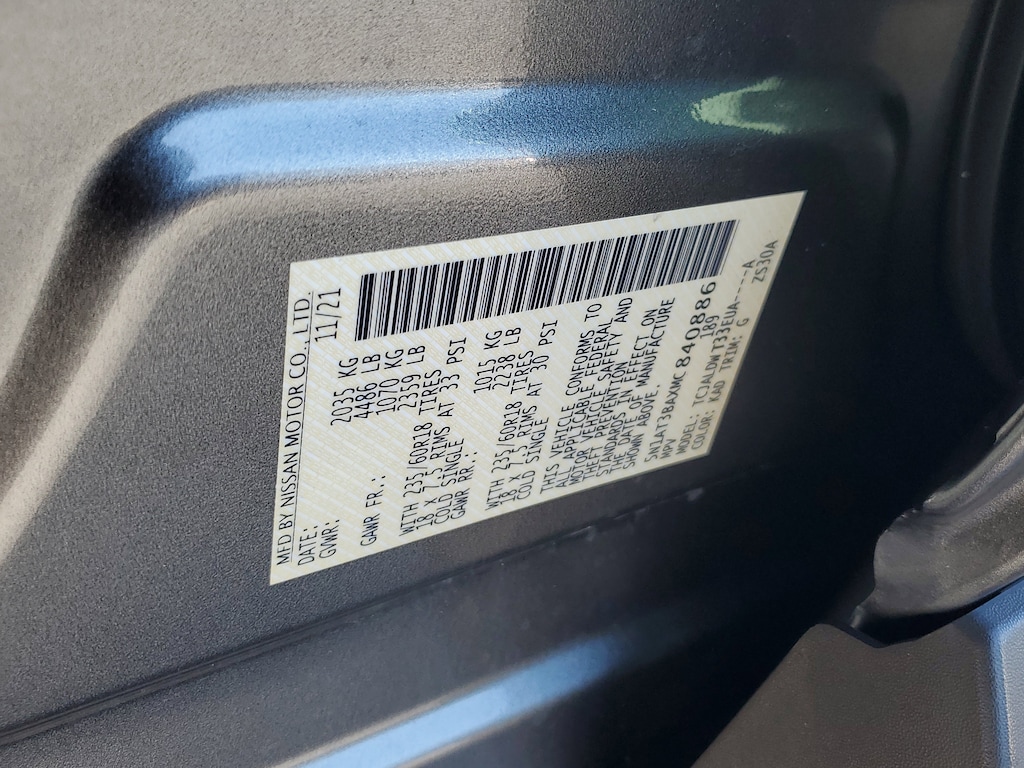 MFD BY NISSAN MOTOR CO., LTD.
DATE: 11/21
GVWR: 2035 KG
4486 LB
GAWR FR.: 1070 KG
2359 LB
WITH 235/60R18 TIRES
18 X 7.5 RIMS AT 33 PSI
COLD SINGLE
GAWR RR.: 1015 KG
2238 LB
WITH 235/60R18 TIRES
18 X 7.5 RIMS AT 30 PSI
COLD SINGLE
THIS VEHICLE CONFORMS TO
ALL APPLICABLE FEDERAL
MOTOR VEHICLE SAFETY AND
THEFT PREVENTION
STANDARDS IN EFFECT ON
THE DATE OF MANUFACTURE
SHOWN ABOVE.
5N1AT3BAXMC 840886
MPV 189
MODEL: TCJALDWT33EUA----A
COLOR: KAD TRIM: G ZS30A